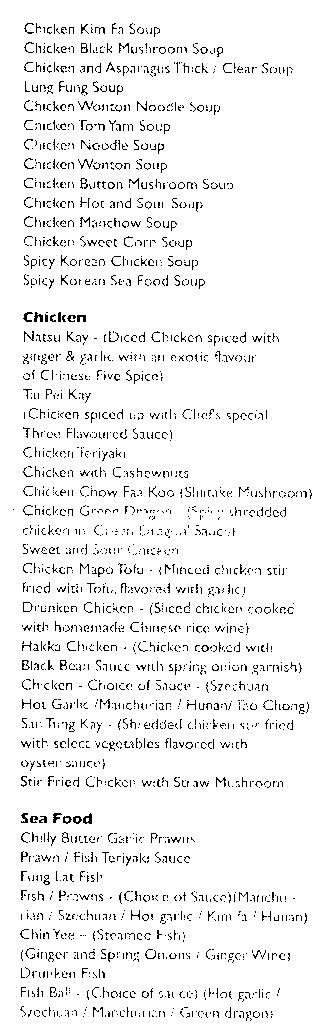 Chicken Kim Fa Soup
Chicken Black Mushroom Soup
Chicken and Asparagus Thick / Clear Soup
Lung Fung Soup
Chicken Wonton Noodle Soup
Chicken Tom Yam Soup
Chicken Noodle Soup
Chicken Wonton Soup
Chicken Button Mushroom Soup
Chicken Hot and Sour Soup
Chicken Manchow Soup
Chicken Sweet Corn Soup
Spicy Korean Chicken Soup
Spicy Korean Sea Food Soup
Chicken
Natsu Kay - (Diced Chicken spiced with
ginger & garlic with an exotic flavour
of Chinese Five Spice)
Tai Pei Kay
(Chicken spiced up with Chef's special
Three Flavoured Sauce)
Chicken Teriyaki
Chicken with Cashewnuts
Chicken Chow Faa Koo (Shiitake Mushroom)
Chicken Green Dragon - (Spicy shredded
chicken in Green Dragon Sauce)
Sweet and Sour Chicken
Chicken Mapo Tofu - (Minced chicken stir
fried with Tofu, flavored with garlic)
Drunken Chicken - (Sliced chicken cooked
with homemade Chinese rice wine)
Hakka Chicken - (Chicken cooked with
Black Bean Sauce with spring onion garnish)
Chicken - Choice of Sauce - (Szechuan
Hot Garlic /Manchurian / Hunan/ Tao Chong)
San Tung Kay - (Shredded chicken stir fried
with select vegetables flavored with
oyster sauce)
Stir Fried Chicken with Straw Mushroom
Sea Food
Chilly Butter Garlic Prawns
Prawn / Fish Teriyaki Sauce
Fung Lat Fish
Fish / Prawns - (Choice of Sauce)(Manchu -
rian / Szechuan / Hot garlic / Kim fa / Hunan)
Chin Yee - (Steamed Fish)
(Ginger and Spring Onions / Ginger Wine)
Drunken Fish
Fish Ball - (Choice of sauce) (Hot garlic /
Szechuan / Manchurian / Green dragon)